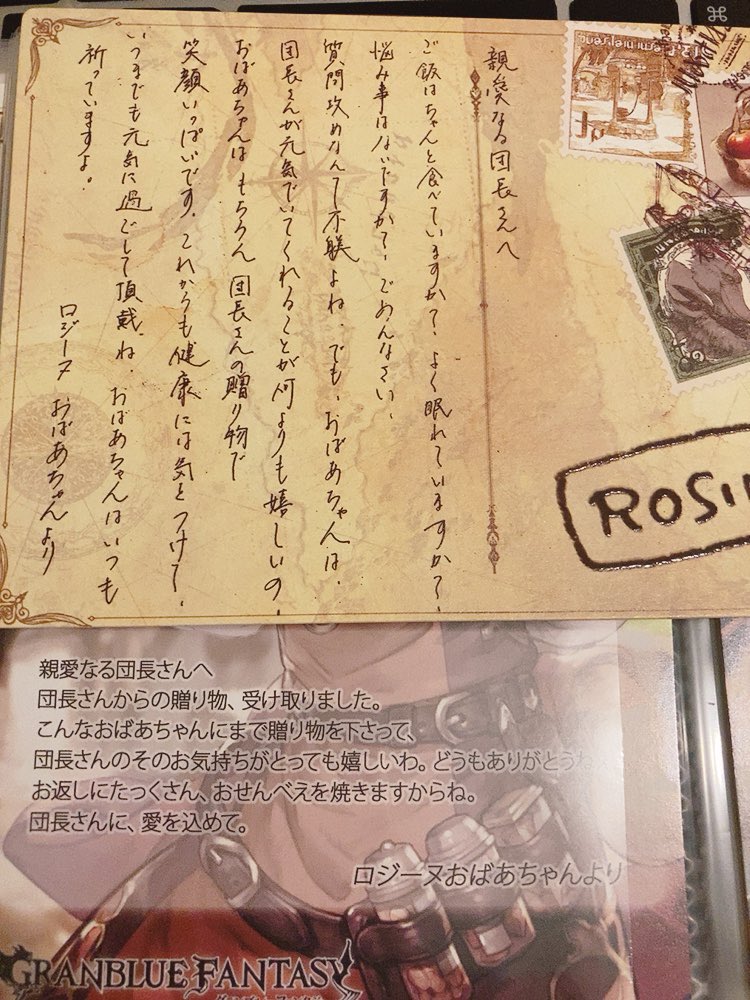 親愛なる団長さんへ
ご飯はちゃんと食べていますか?よく眠れていますか?
悩み事はないですか?ごめんなさい、
質問攻めなんて不躾よね。でも、おばあちゃんは、
団長さんが元気でいてくれることが何よりも嬉しいの。
おばあちゃんはもちろん団長さんの贈り物で
笑顔いっぱいです。これからも健康には気をつけて、
いつまでも元気に過ごして頂戴ね。おばあちゃんはいつも
祈っていますよ。
ロジーヌおばあちゃんより
親愛なる団長さんへ
団長さんからの贈り物、受け取りました。
こんなおばあちゃんにまで贈り物を下さって、
団長さんのそのお気持ちがとっても嬉しいわ。どうもありがとうね
お返しにたっくさん、おせんべえを焼きますからね。
団長さんに、愛を込めて。
ロジーヌおばあちゃんより
GRANBLUE FANTASY